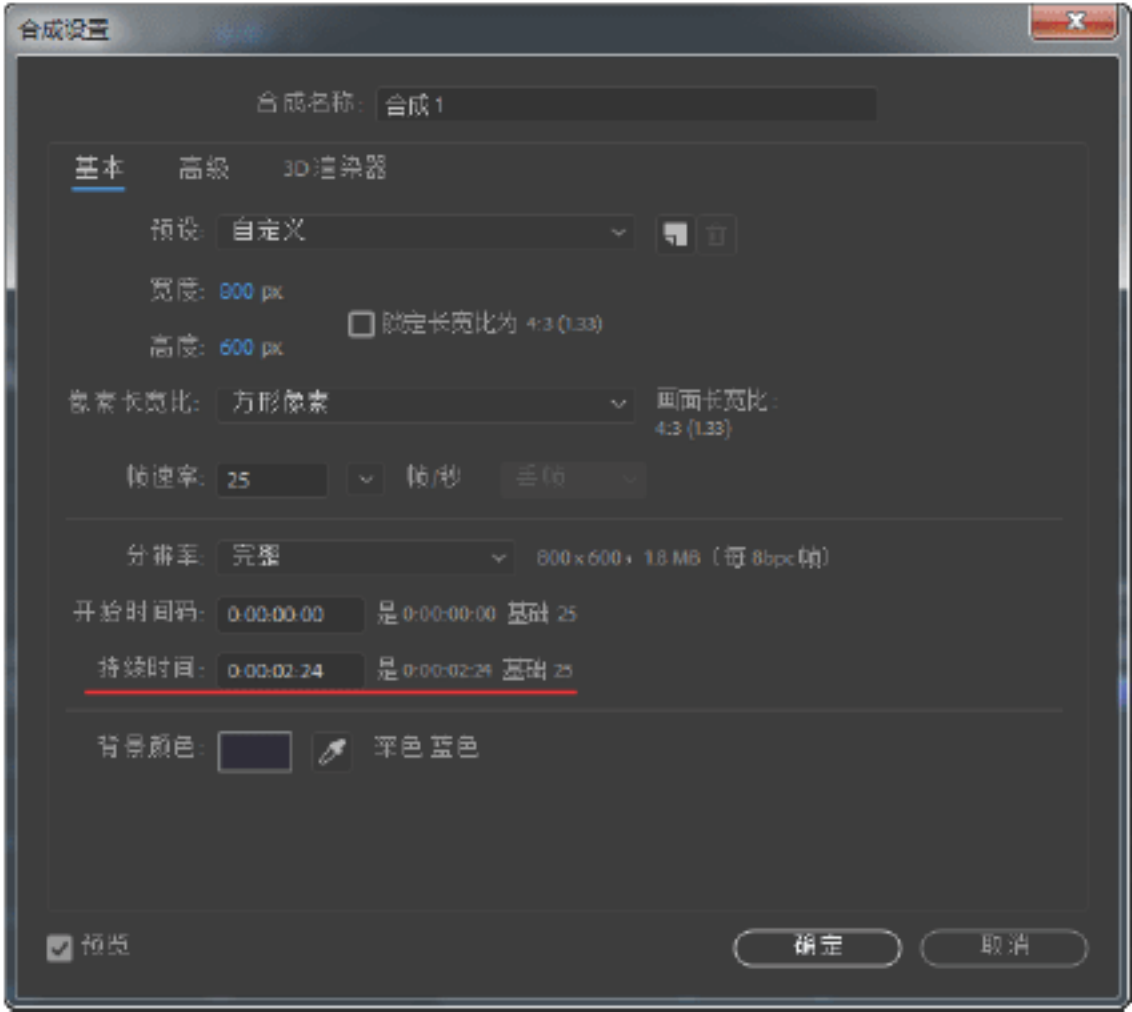 合成设置
合成名称: 合成 1
基本 高级 3D 渲染器
预设: 自定义
宽度: 800 px
锁定长宽比为 4:3 (1.33)
高度: 600 px
像素长宽比: 方形像素 画面长宽比:
4:3 (1.33)
帧速率: 25 帧/秒 丢帧
分辨率: 完整 800 x 600, 1.8 MB (每 8bpc 帧)
开始时间码: 0:00:00:00 是 0:00:00:00 基础 25
持续时间: 0:00:02:24 是 0:00:02:24 基础 25
背景颜色: 深色 蓝色
预览 确定 取消